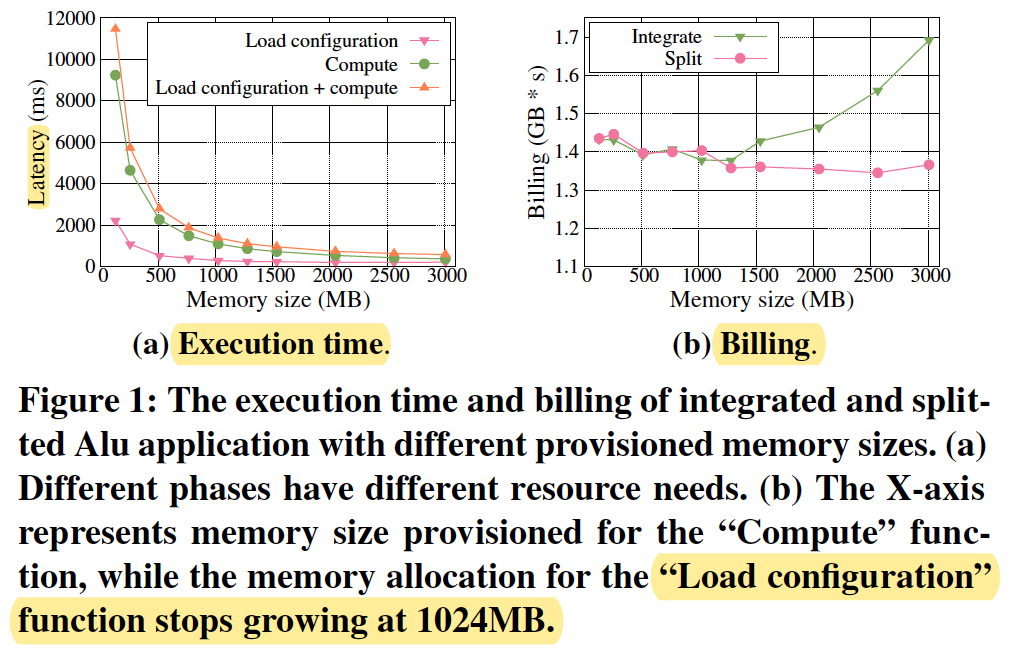 12000
10000
8000
6000
4000
2000
0
Latency (ms)
Load configuration
Compute
Load configuration + compute
0 500 1000 1500 2000 2500 3000
Memory size (MB)
(a) Execution time.
1.7
1.6
1.5
1.4
1.3
1.2
1.1
Billing (GB * s)
Integrate
Split
0 500 1000 1500 2000 2500 3000
Memory size (MB)
(b) Billing.
Figure 1: The execution time and billing of integrated and split-
ted Alu application with different provisioned memory sizes. (a)
Different phases have different resource needs. (b) The X-axis
represents memory size provisioned for the “Compute” func-
tion, while the memory allocation for the “Load configuration”
function stops growing at 1024MB.